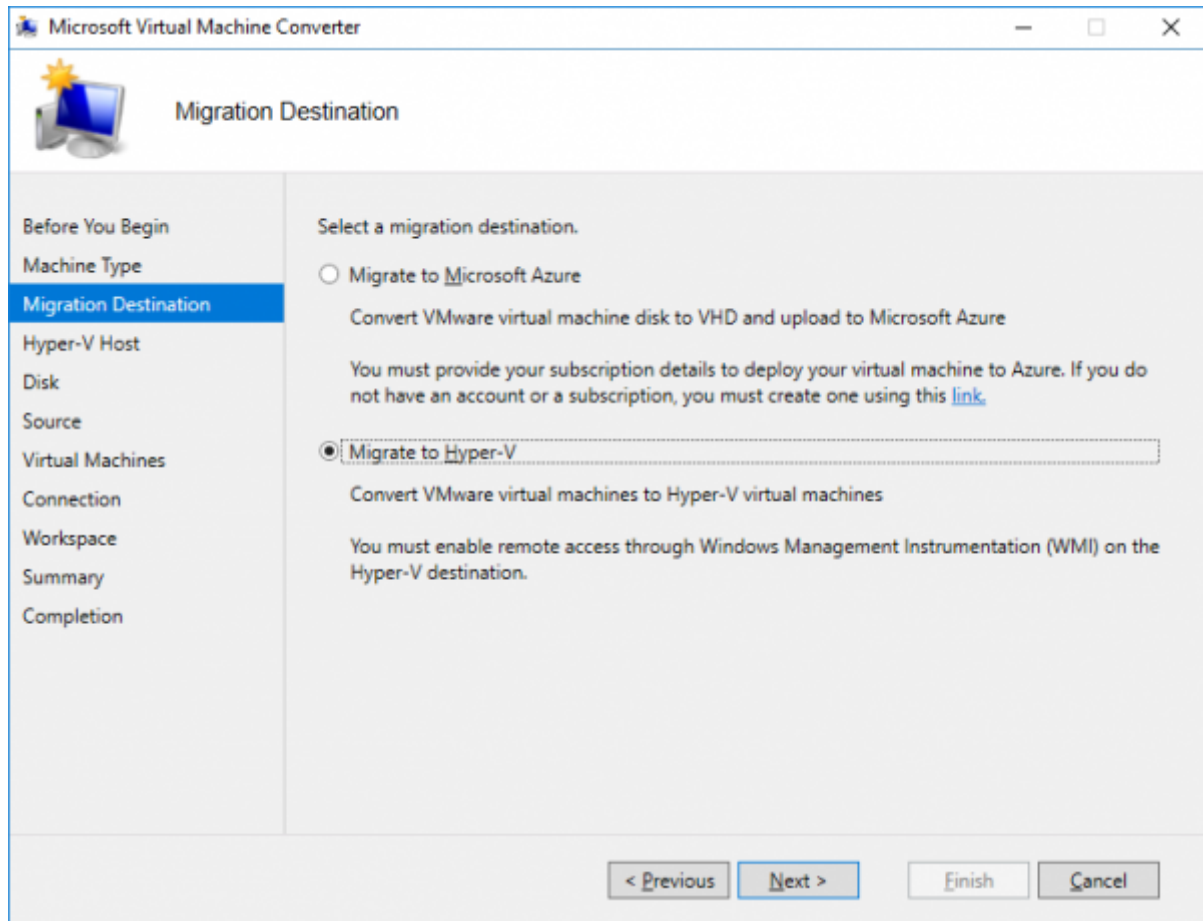 Microsoft Virtual Machine Converter
Migration Destination
Before You Begin
Machine Type
Migration Destination
Hyper-V Host
Disk
Source
Virtual Machines
Connection
Workspace
Summary
Completion
Select a migration destination.
Migrate to Microsoft Azure
Convert VMware virtual machine disk to VHD and upload to Microsoft Azure
You must provide your subscription details to deploy your virtual machine to Azure. If you do
not have an account or a subscription, you must create one using this link.
Migrate to Hyper-V
Convert VMware virtual machines to Hyper-V virtual machines
You must enable remote access through Windows Management Instrumentation (WMI) on the
Hyper-V destination.
< Previous
Next >
Finish
Cancel